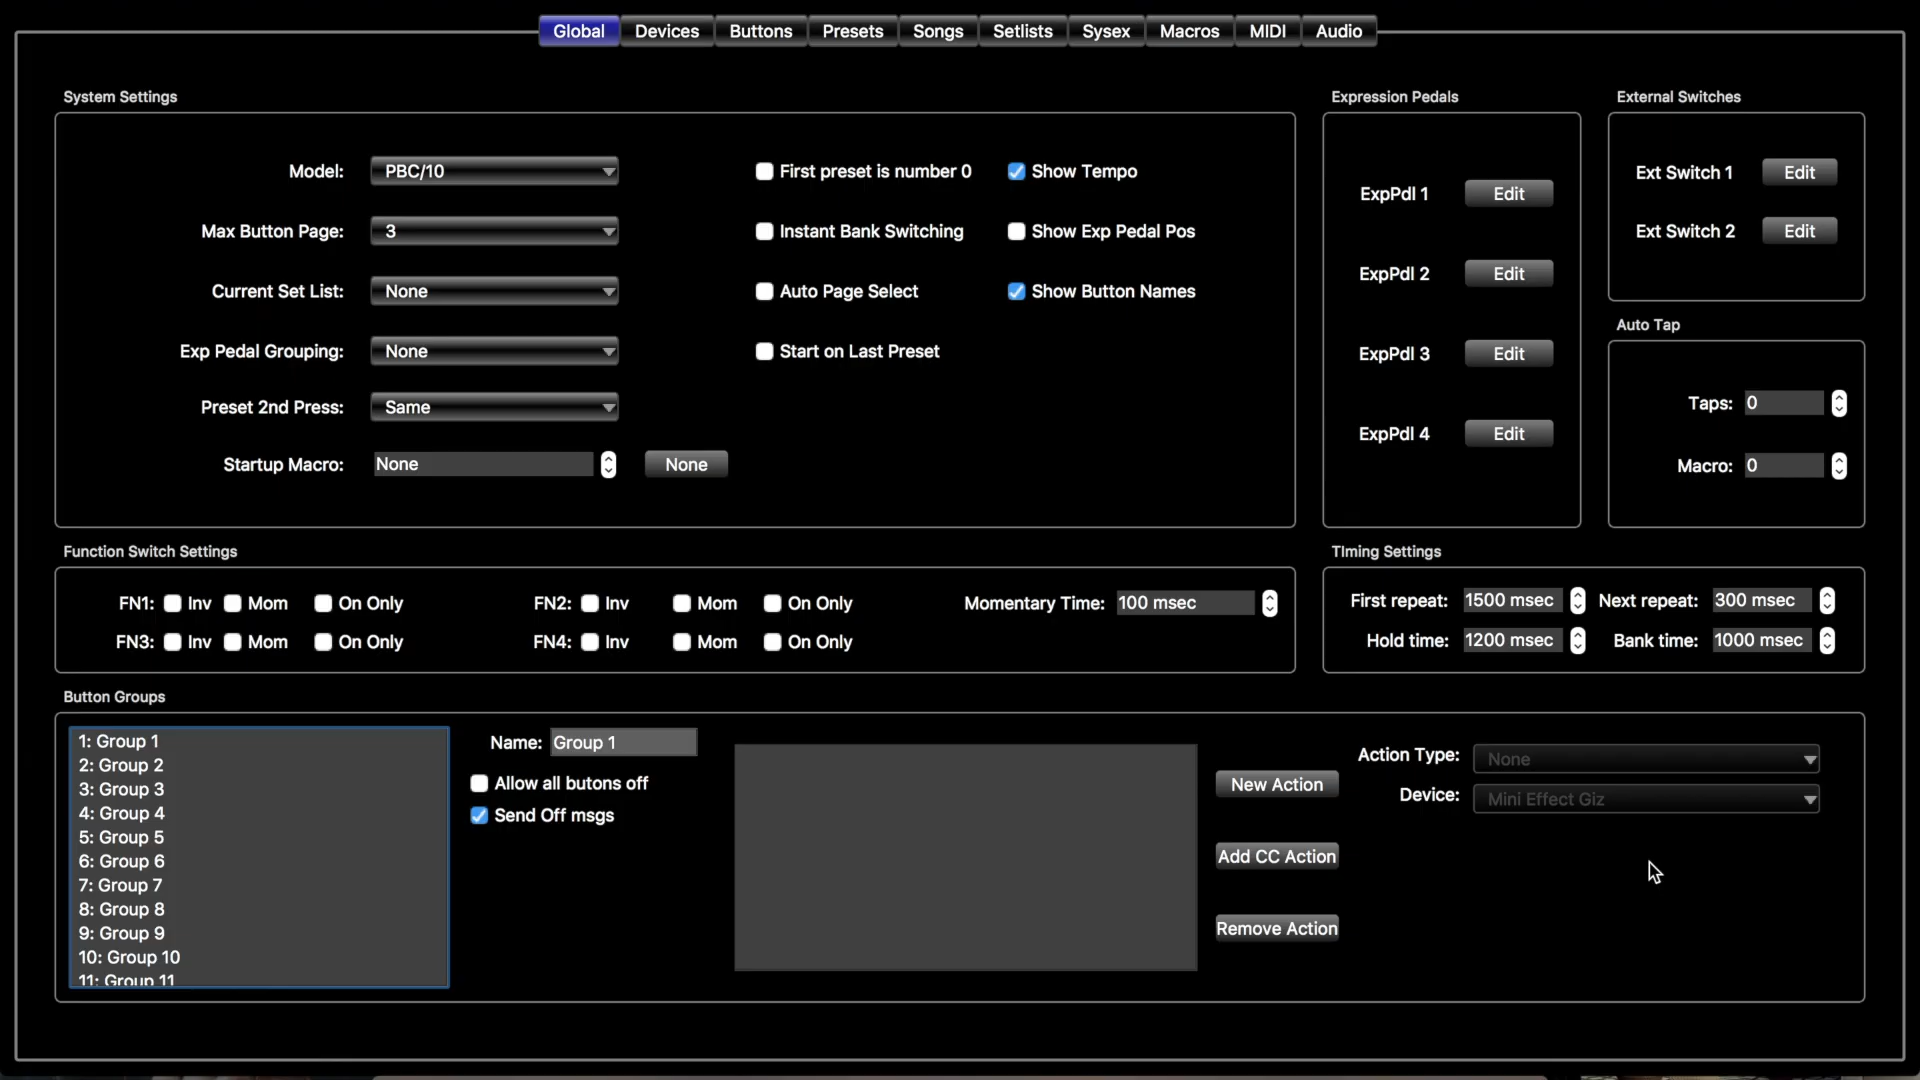 Global Devices Buttons Presets Songs Setlists Sysex Macros MIDI Audio
System Settings
Model: PBC/10
Max Button Page: 3
Current Set List: None
Exp Pedal Grouping: None
Preset 2nd Press: Same
Startup Macro: None None
First preset is number 0 Show Tempo
Instant Bank Switching Show Exp Pedal Pos
Auto Page Select Show Button Names
Start on Last Preset
Expression Pedals
ExpPdl 1 Edit
ExpPdl 2 Edit
ExpPdl 3 Edit
ExpPdl 4 Edit
External Switches
Ext Switch 1 Edit
Ext Switch 2 Edit
Auto Tap
Taps: 0
Macro: 0
Function Switch Settings
FN1: Inv Mom On Only FN2: Inv Mom On Only Momentary Time: 100 msec
FN3: Inv Mom On Only FN4: Inv Mom On Only
TIming Settings
First repeat: 1500 msec Next repeat: 300 msec
Hold time: 1200 msec Bank time: 1000 msec
Button Groups
1: Group 1
2: Group 2
3: Group 3
4: Group 4
5: Group 5
6: Group 6
7: Group 7
8: Group 8
9: Group 9
10: Group 10
11: Group 11
Name: Group 1
Allow all butons off
Send Off msgs
New Action
Add CC Action
Remove Action
Action Type: None
Device: Mini Effect Giz